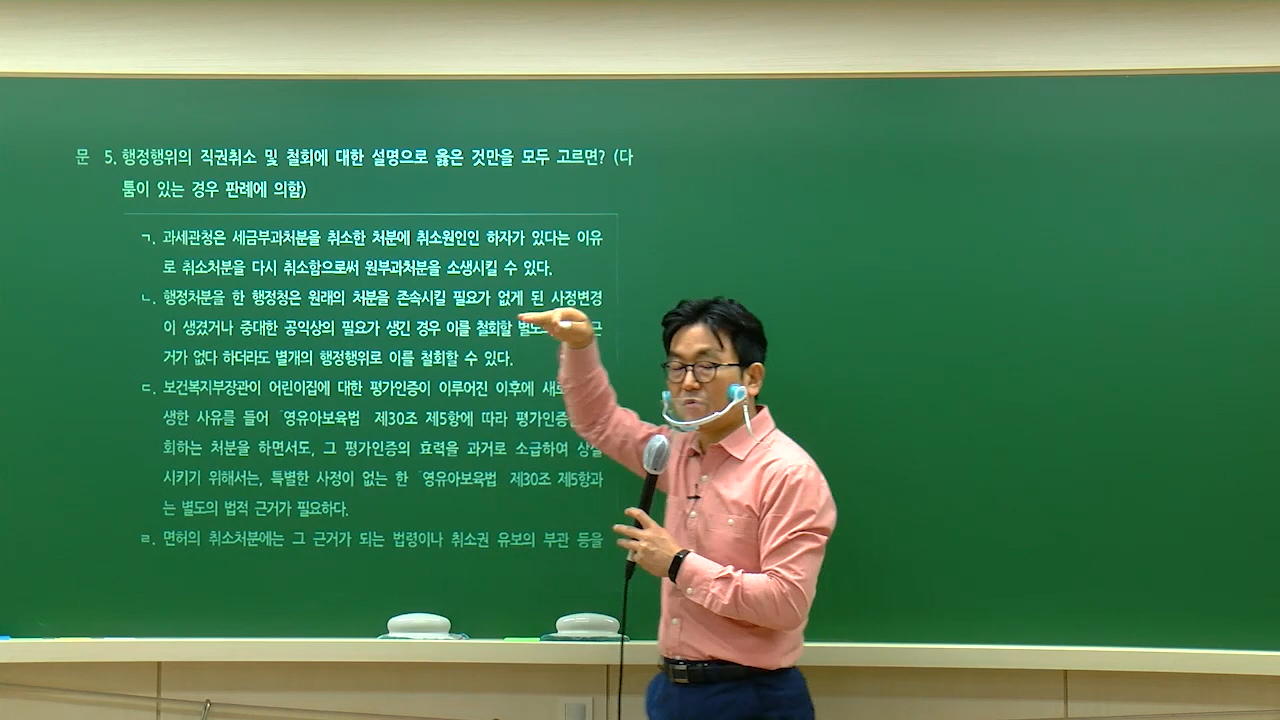 문 5. 행정행위의 직권취소 및 철회에 대한 설명으로 옳은 것만을 모두 고르면? (다
툼이 있는 경우 판례에 의함)
ㄱ. 과세관청은 세금부과처분을 취소한 처분에 취소원인인 하자가 있다는 이유
로 취소처분을 다시 취소함으로써 원부과처분을 소생시킬 수 있다.
ㄴ. 행정처분을 한 행정청은 원래의 처분을 존속시킬 필요가 없게 된 사정변경
이 생겼거나 중대한 공익상의 필요가 생긴 경우 이를 철회할 근
거가 없다 하더라도 별개의 행정행위로 이를 철회할 수 있다.
ㄷ. 보건복지부장관이 어린이집에 대한 평가인증이 이루어진 이후에
생한 사유를 들어 영유아보육법 제30조 제5항에 따라 평가인증
회하는 처분을 하면서도, 그 평가인증의 효력을 과거로 소급하여 상실
시키기 위해서는, 특별한 사정이 없는 한 영유아보육법 제30조 제5항과
는 별도의 법적 근거가 필요하다.
ㄹ. 면허의 취소처분에는 그 근거가 되는 법령이나 취소권 유보의 부관 등을